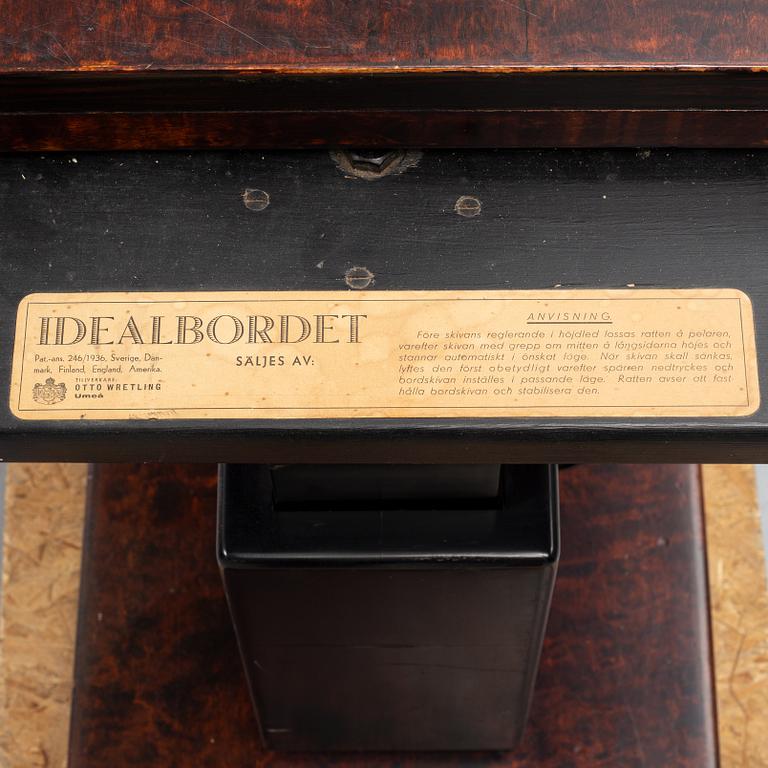 IDEALBORDET
Pat.-ans. 246/1936, Sverige, Dan-
mark, Finland, England, Amerika.
TILLVERKARE:
OTTO WRETLING
Umeå
SÄLJES AV:
ANVISNING.
Före skivans reglerande i höjdled lossas ratten å pelaren,
varefter skivan med grepp om mitten å långsidorna höjes och
stannar automatiskt i önskat läge. När skivan skall sänkas,
lyftes den först obetydligt varefter spärren nedtryckes och
bordskivan inställes i passande läge. Ratten avser att fast
hålla bordskivan och stabilisera den.